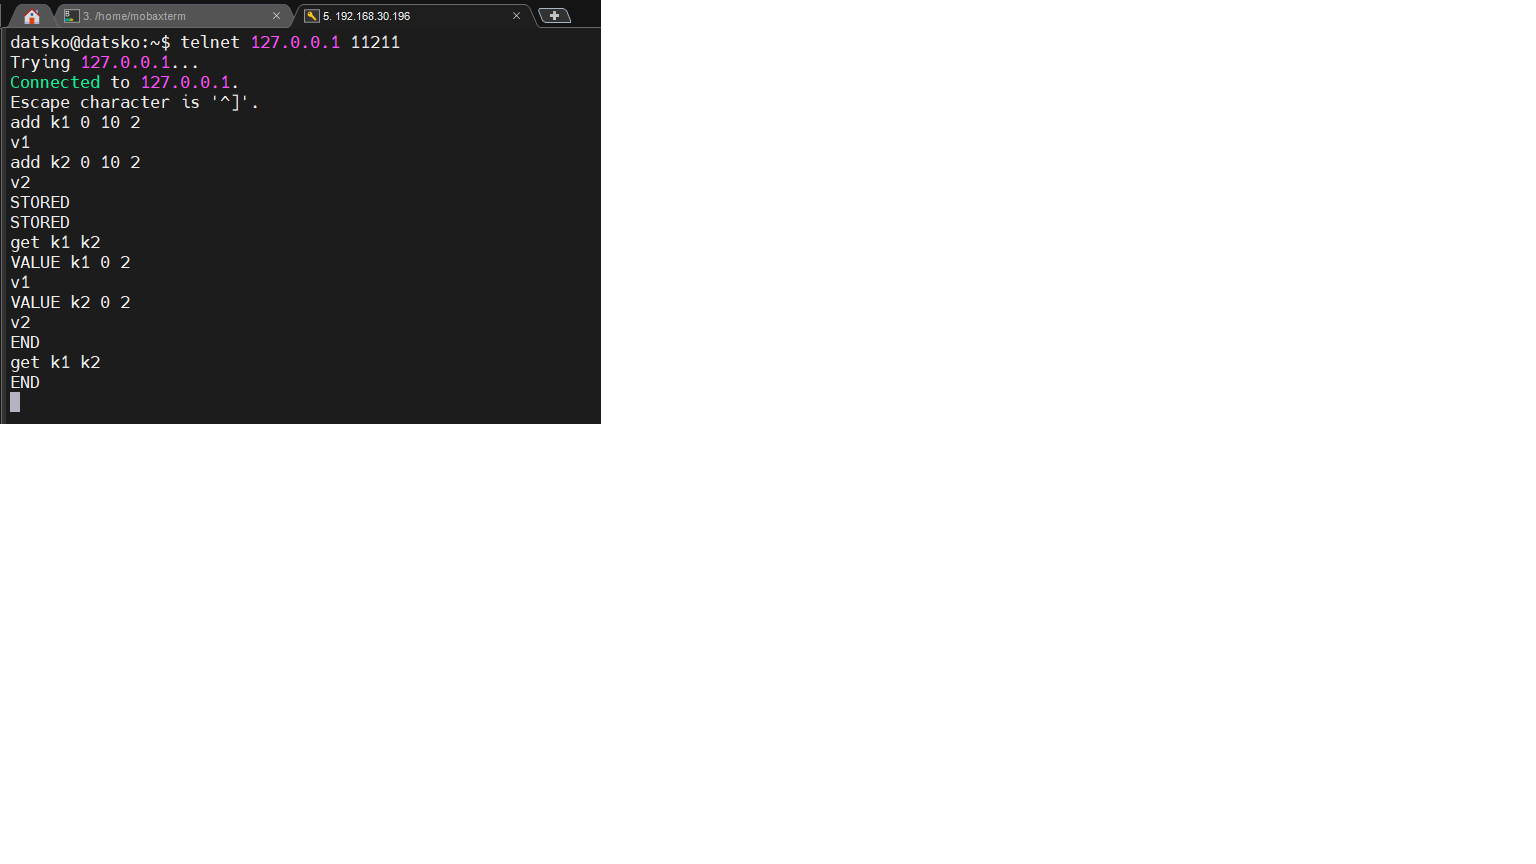 3. /home/mobaxterm
5. 192.168.30.196
datsko@datsko:~$ telnet 127.0.0.1 11211
Trying 127.0.0.1...
Connected to 127.0.0.1.
Escape character is '^]'.
add k1 0 10 2
v1
add k2 0 10 2
v2
STORED
STORED
get k1 k2
VALUE k1 0 2
v1
VALUE k2 0 2
v2
END
get k1 k2
END